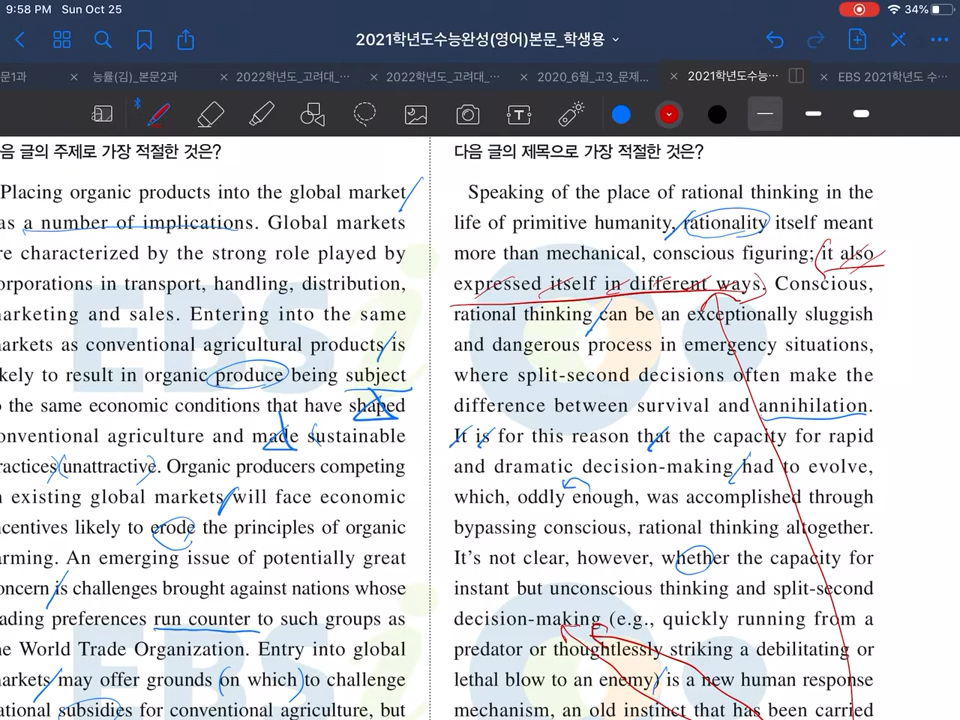 9:58 PM Sun Oct 25
34%
2021학년도수능완성(영어)본문_학생용
문1과
능률(김)_본문2과
2022학년도_고려대_...
2022학년도_고려대_...
2020_6월_고3_문제...
2021학년도수능...
EBS 2021학년도 수...
음 글의 주제로 가장 적절한 것은?
Placing organic products into the global market
as a number of implications. Global markets
re characterized by the strong role played by
orporations in transport, handling, distribution,
arketing and sales. Entering into the same
arkets as conventional agricultural products is
kely to result in organic produce being subject
o the same economic conditions that have shaped
onventional agriculture and made sustainable
ractices unattractive. Organic producers competing
n existing global markets will face economic
centives likely to erode the principles of organic
arming. An emerging issue of potentially great
oncern is challenges brought against nations whose
ading preferences run counter to such groups as
he World Trade Organization. Entry into global
arkets may offer grounds on which to challenge
ational subsidies for conventional agriculture, but
다음 글의 제목으로 가장 적절한 것은?
Speaking of the place of rational thinking in the
life of primitive humanity, rationality itself meant
more than mechanical, conscious figuring; it also
expressed itself in different ways. Conscious,
rational thinking can be an exceptionally sluggish
and dangerous process in emergency situations,
where split-second decisions often make the
difference between survival and annihilation.
It is for this reason that the capacity for rapid
and dramatic decision-making had to evolve,
which, oddly enough, was accomplished through
bypassing conscious, rational thinking altogether.
It's not clear, however, whether the capacity for
instant but unconscious thinking and split-second
decision-making (e.g., quickly running from a
predator or thoughtlessly striking a debilitating or
lethal blow to an enemy) is a new human response
mechanism, an old instinct that has been carried